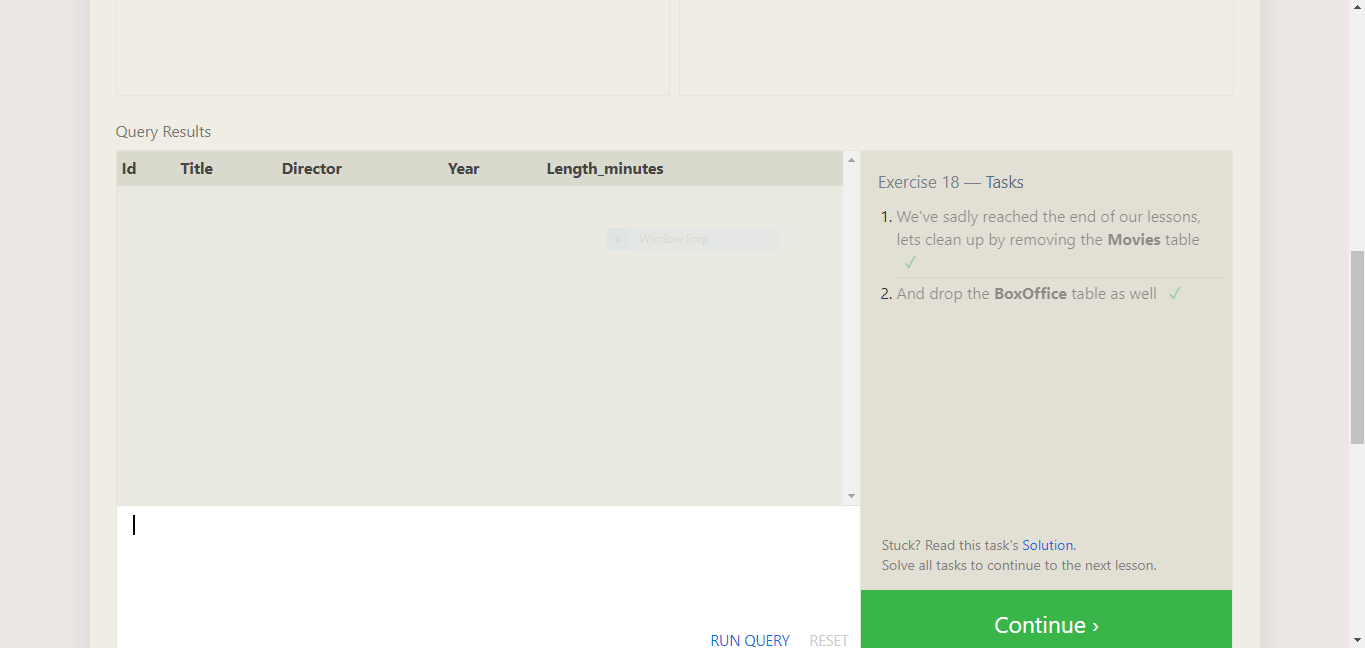 Query Results
Id Title Director Year Length_minutes
Window Snip
Exercise 18 — Tasks
1. We've sadly reached the end of our lessons,
lets clean up by removing the Movies table
✓
2. And drop the BoxOffice table as well ✓
Stuck? Read this task's Solution.
Solve all tasks to continue to the next lesson.
RUN QUERY RESET
Continue ›